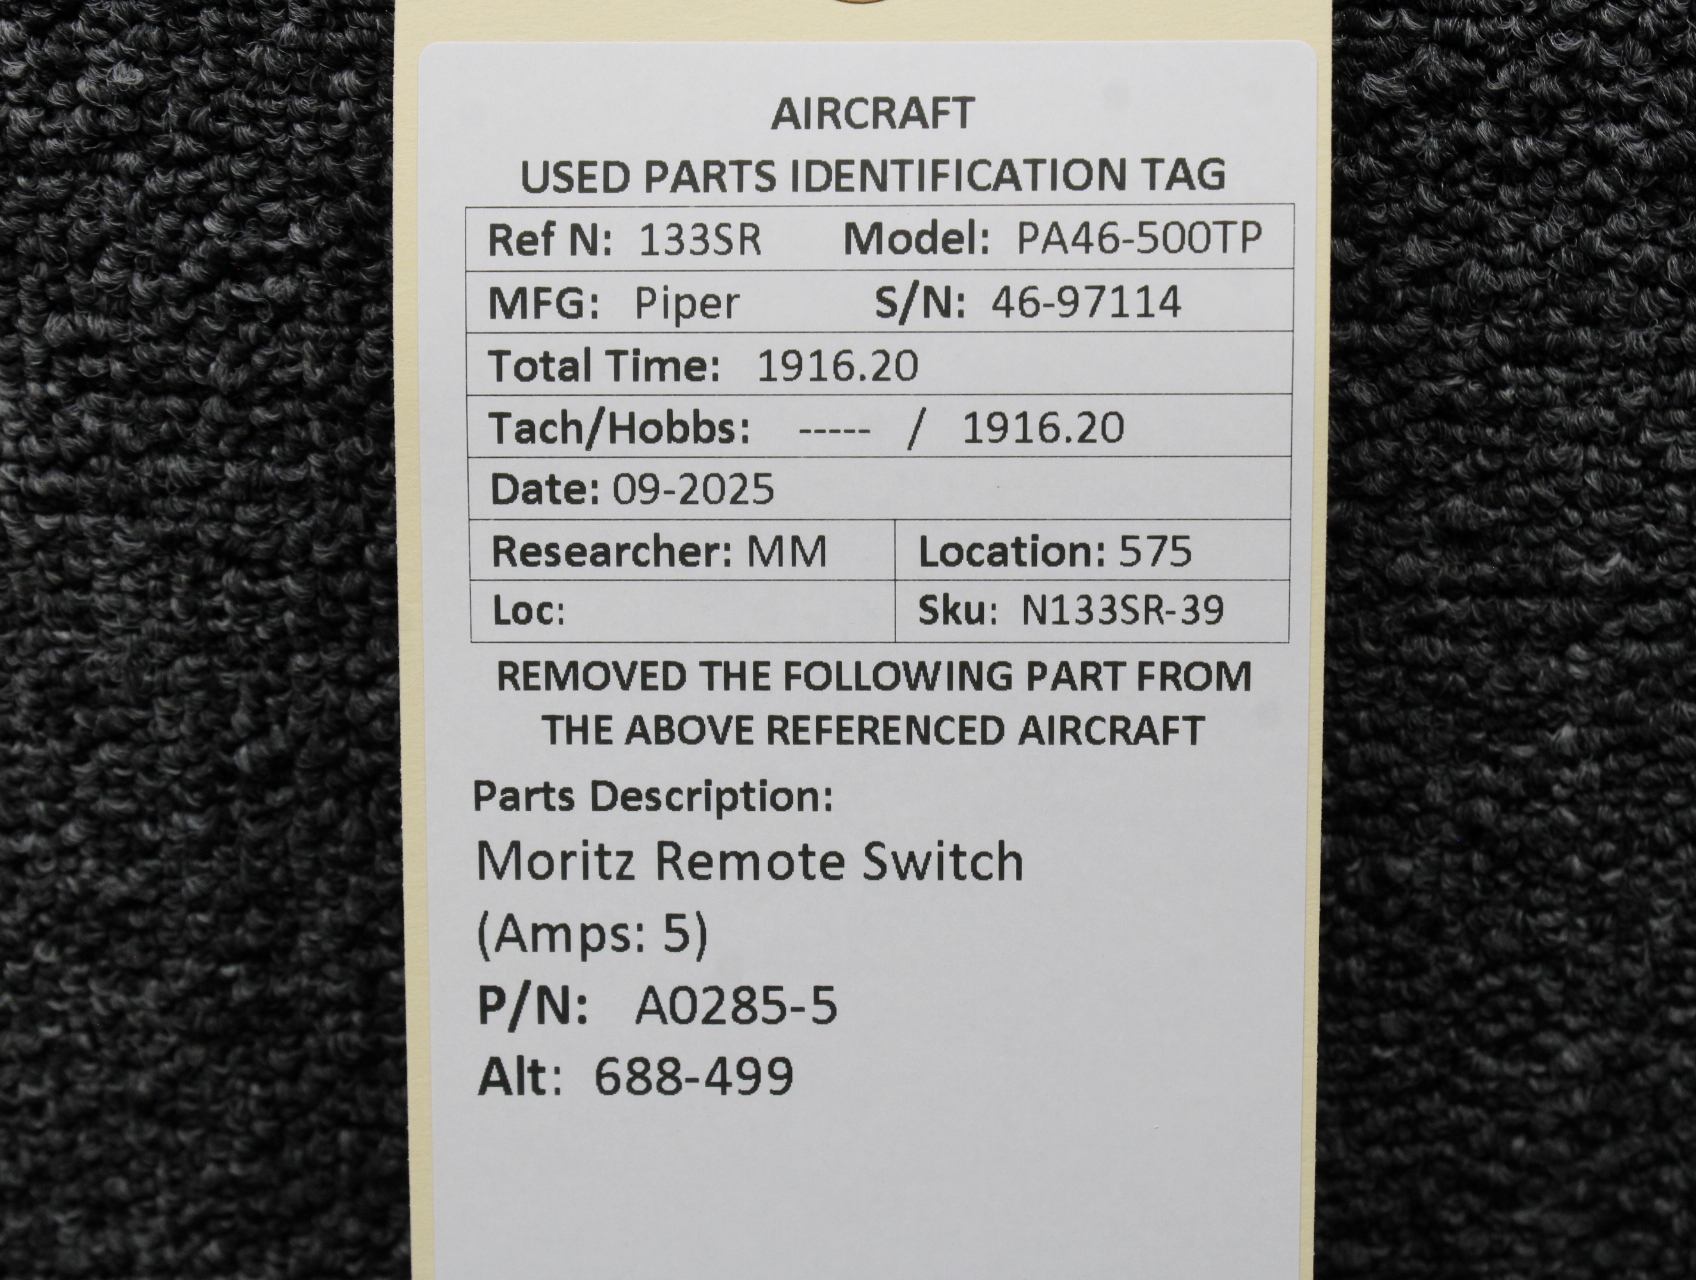 AIRCRAFT
USED PARTS IDENTIFICATION TAG
Ref N: 133SR Model: PA46-500TP
MFG: Piper S/N: 46-97114
Total Time: 1916.20
Tach/Hobbs: ----- / 1916.20
Date: 09-2025
Researcher: MM Location: 575
Loc: Sku: N133SR-39
REMOVED THE FOLLOWING PART FROM
THE ABOVE REFERENCED AIRCRAFT
Parts Description:
Moritz Remote Switch
(Amps: 5)
P/N: A0285-5
Alt: 688-499